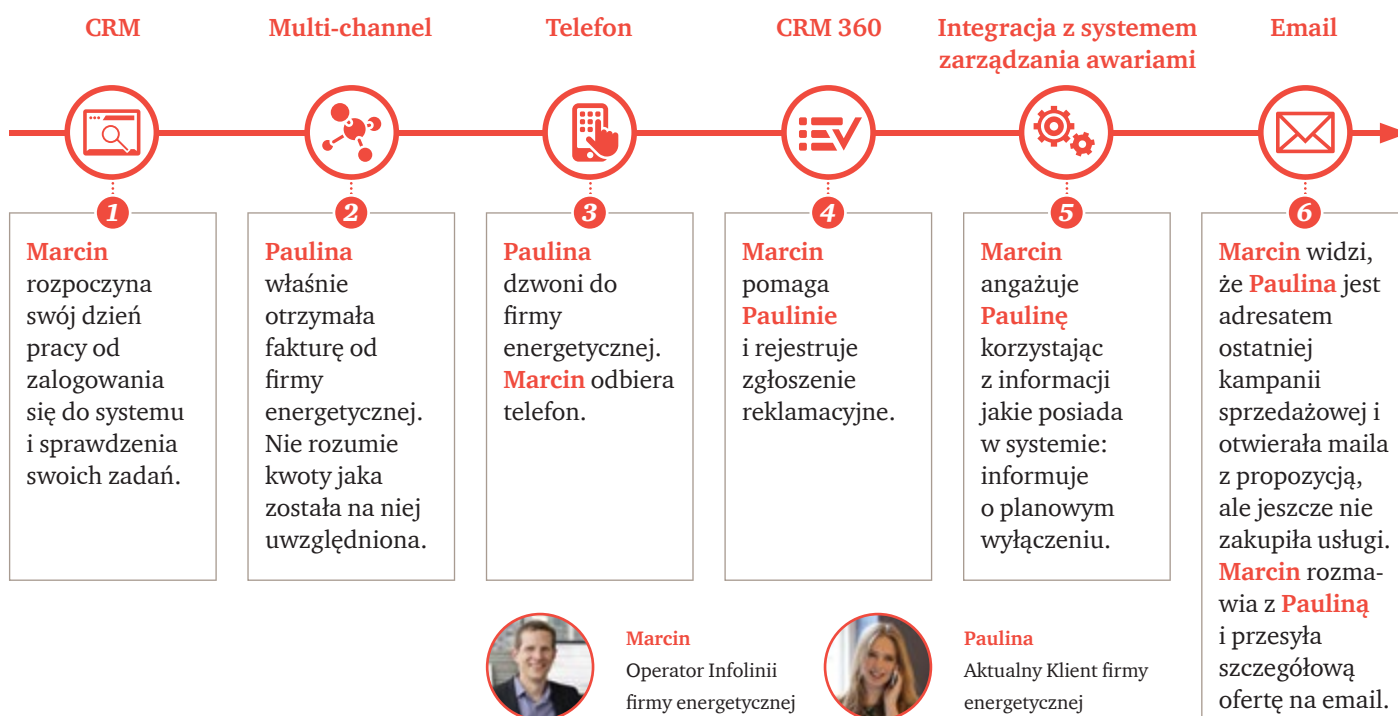 CRM
Multi-channel
Telefon
CRM 360
Integracja z systemem
zarządzania awariami
Email
1
Marcin
rozpoczyna
swój dzień
pracy od
zalogowania
się do systemu
i sprawdzenia
swoich zadań.
2
Paulina
właśnie
otrzymała
fakturę od
firmy
energetycznej.
Nie rozumie
kwoty jaka
została na niej
uwzględniona.
3
Paulina
dzwoni do
firmy
energetycznej.
Marcin odbiera
telefon.
4
Marcin
pomaga
Paulinie
i rejestruje
zgłoszenie
reklamacyjne.
5
Marcin
angażuje
Paulinę
korzystając
z informacji
jakie posiada
w systemie:
informuje
o planowym
wyłączeniu.
6
Marcin widzi,
że Paulina jest
adresatem
ostatniej
kampanii
sprzedażowej i
otwierała maila
z propozycją,
ale jeszcze nie
zakupiła usługi.
Marcin rozma-
wia z Pauliną
i przesyła
szczegółową
ofertę na email.
Marcin
Operator Infolinii
firmy energetycznej
Paulina
Aktualny Klient firmy
energetycznej